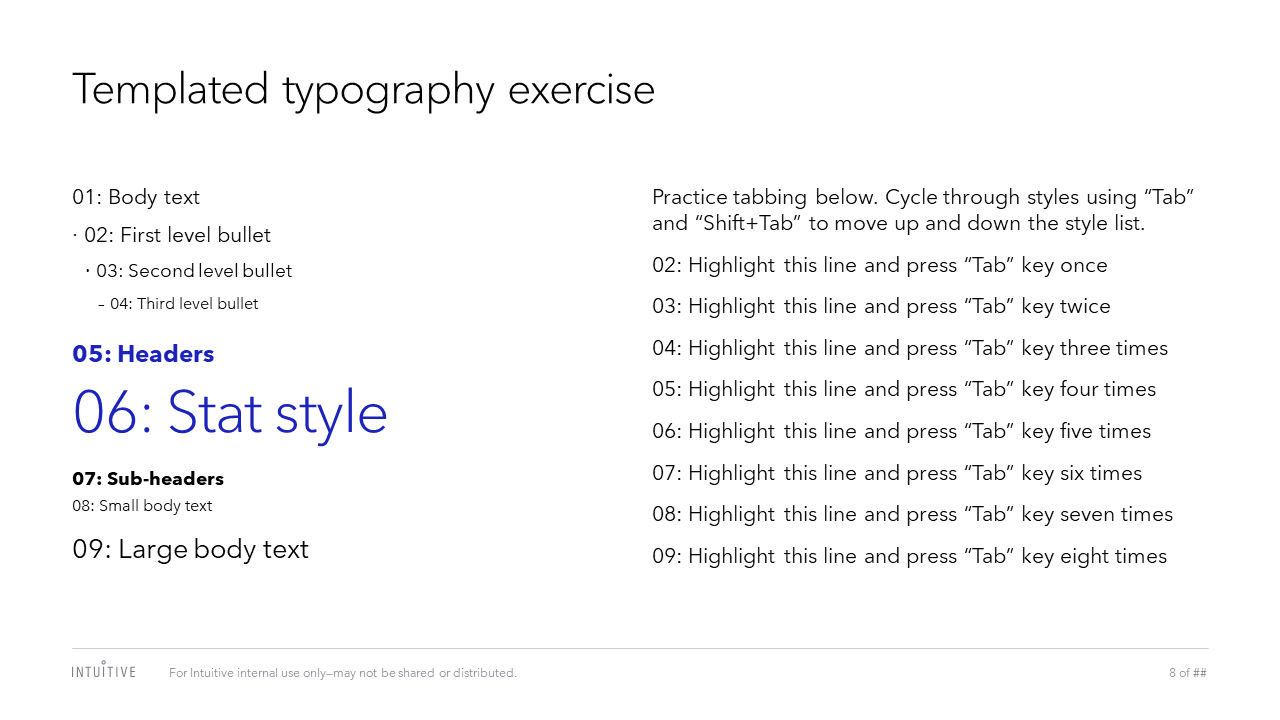 Templated typography exercise
01: Body text
· 02: First level bullet
· 03: Second level bullet
– 04: Third level bullet
05: Headers
06: Stat style
07: Sub-headers
08: Small body text
09: Large body text
Practice tabbing below. Cycle through styles using “Tab”
and “Shift+Tab” to move up and down the style list.
02: Highlight this line and press “Tab” key once
03: Highlight this line and press “Tab” key twice
04: Highlight this line and press “Tab” key three times
05: Highlight this line and press “Tab” key four times
06: Highlight this line and press “Tab” key five times
07: Highlight this line and press “Tab” key six times
08: Highlight this line and press “Tab” key seven times
09: Highlight this line and press “Tab” key eight times
INTUITIVE
For Intuitive internal use only—may not be shared or distributed.
8 of ##